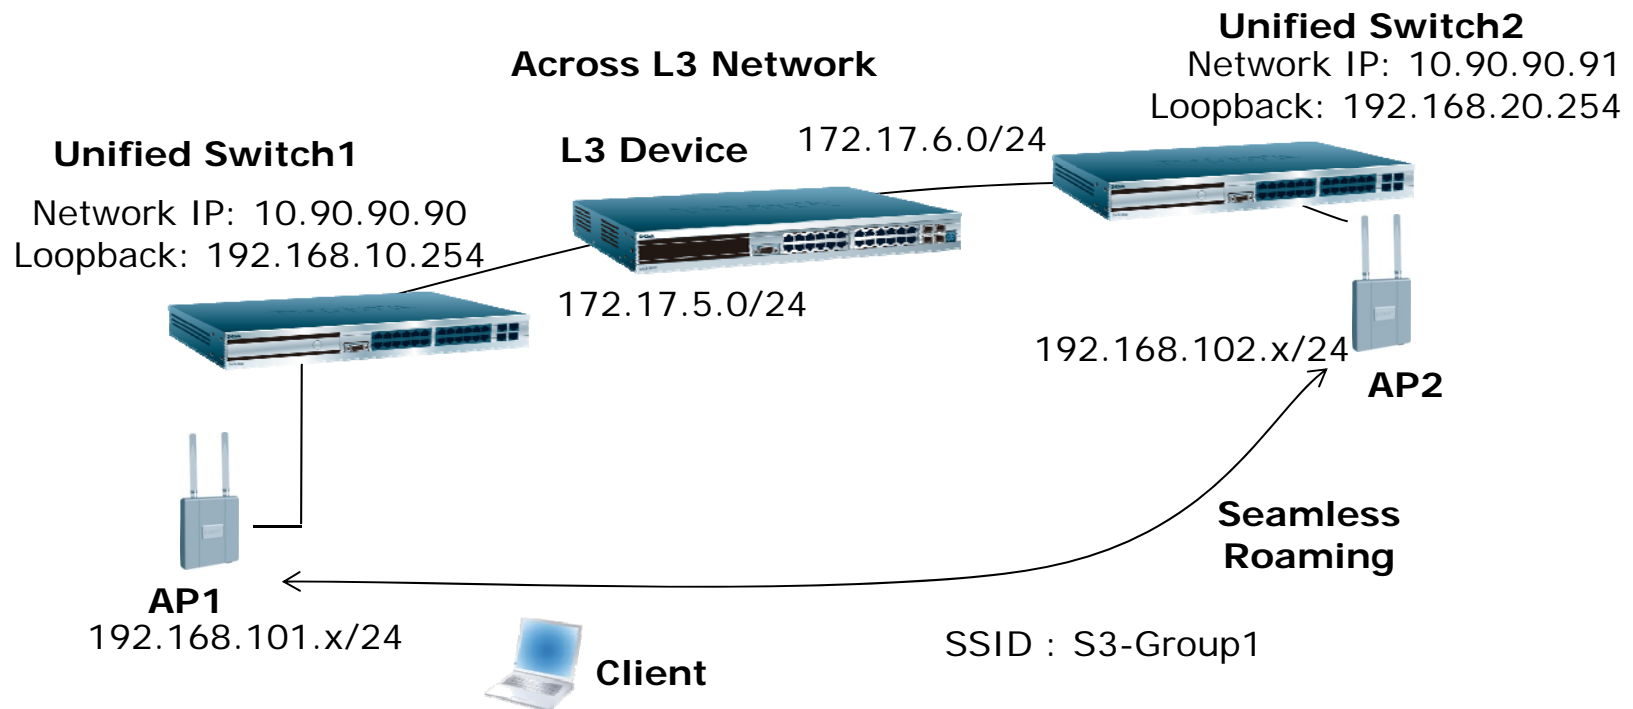 Unified Switch2
Network IP: 10.90.90.91
Loopback: 192.168.20.254
Across L3 Network
172.17.6.0/24
L3 Device
Unified Switch1
Network IP: 10.90.90.90
Loopback: 192.168.10.254
172.17.5.0/24
192.168.102.x/24
AP2
Seamless
Roaming
AP1
192.168.101.x/24
SSID : S3-Group1
Client